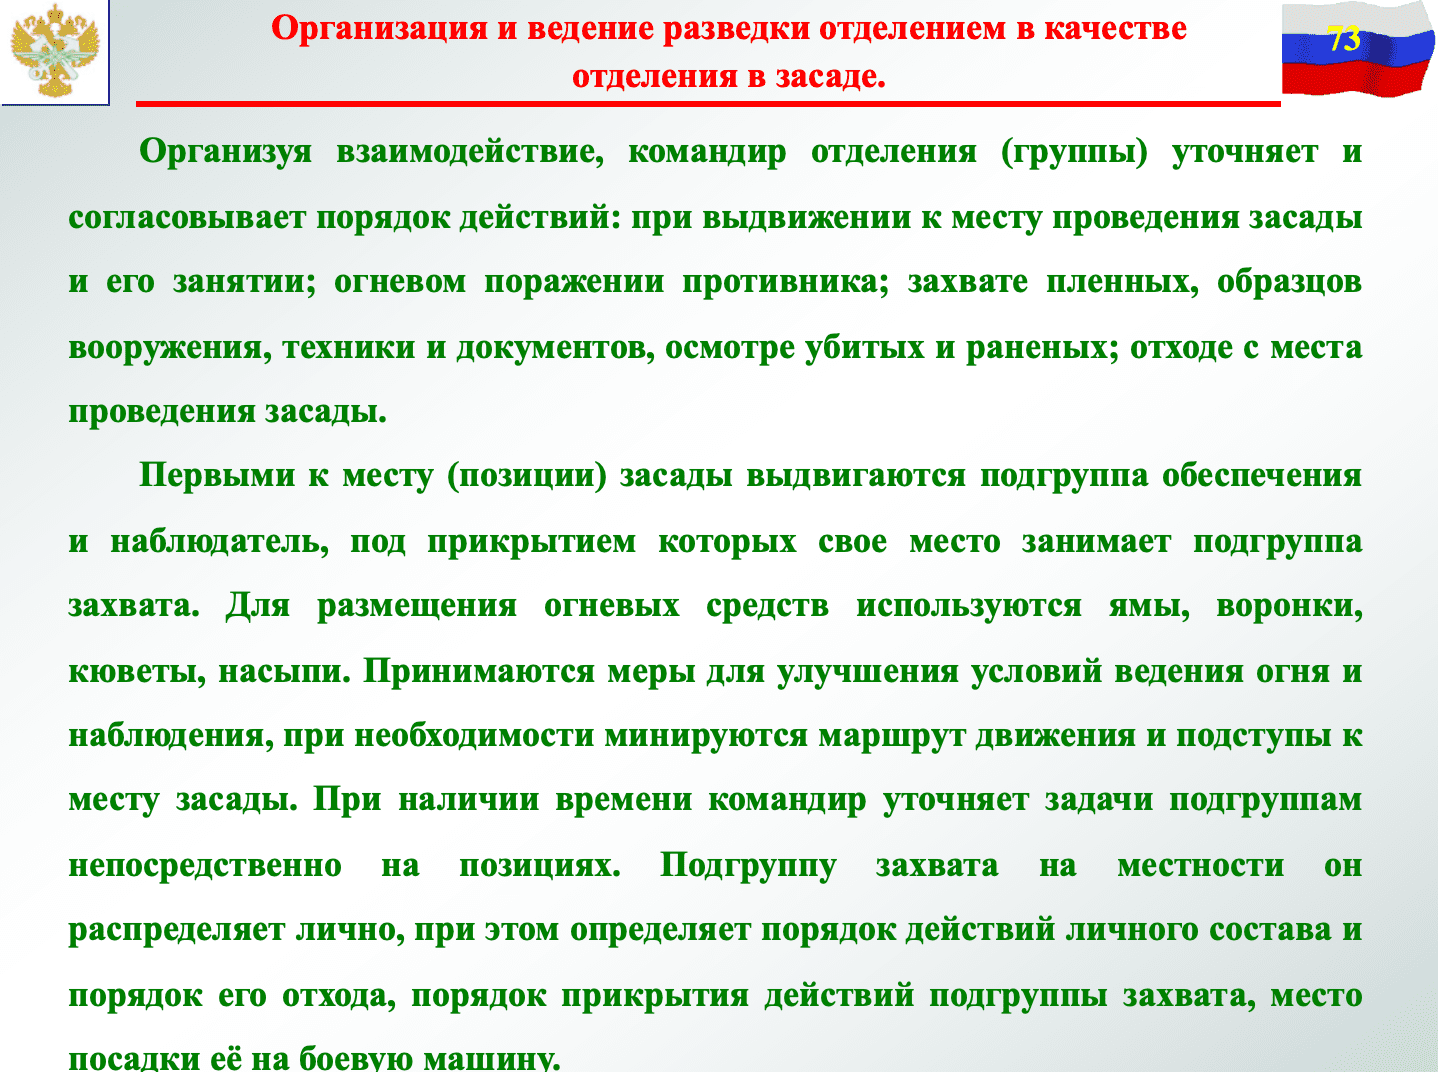 Организация и ведение разведки отделением в качестве
отделения в засаде.
73
Организуя взаимодействие, командир отделения (группы) уточняет и
согласовывает порядок действий: при выдвижении к месту проведения засады
и его занятии; огневом поражении противника; захвате пленных, образцов
вооружения, техники и документов, осмотре убитых и раненых; отходе с места
проведения засады.
Первыми к месту (позиции) засады выдвигаются подгруппа обеспечения
и наблюдатель, под прикрытием которых свое место занимает подгруппа
захвата. Для размещения огневых средств используются ямы, воронки,
кюветы, насыпи. Принимаются меры для улучшения условий ведения огня и
наблюдения, при необходимости минируются маршрут движения и подступы к
месту засады. При наличии времени командир уточняет задачи подгруппам
непосредственно на позициях. Подгруппу захвата на местности он
распределяет лично, при этом определяет порядок действий личного состава и
порядок его отхода, порядок прикрытия действий подгруппы захвата, место
посадки её на боевую машину.